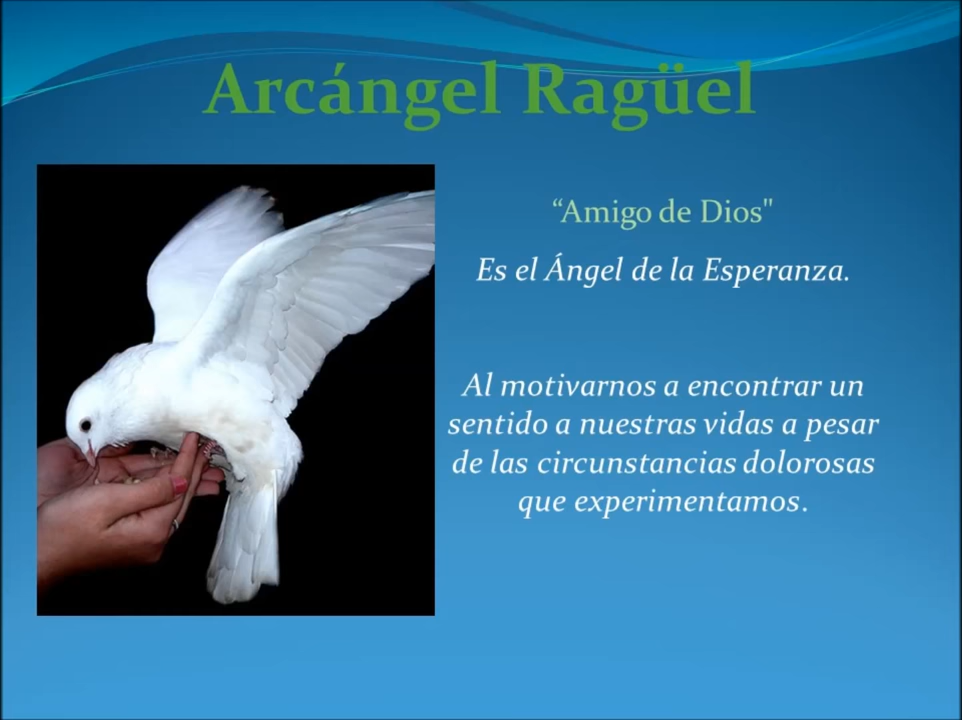 Arcángel Ragüel
“Amigo de Dios"
Es el Ángel de la Esperanza.
Al motivarnos a encontrar un
sentido a nuestras vidas a pesar
de las circunstancias dolorosas
que experimentamos.